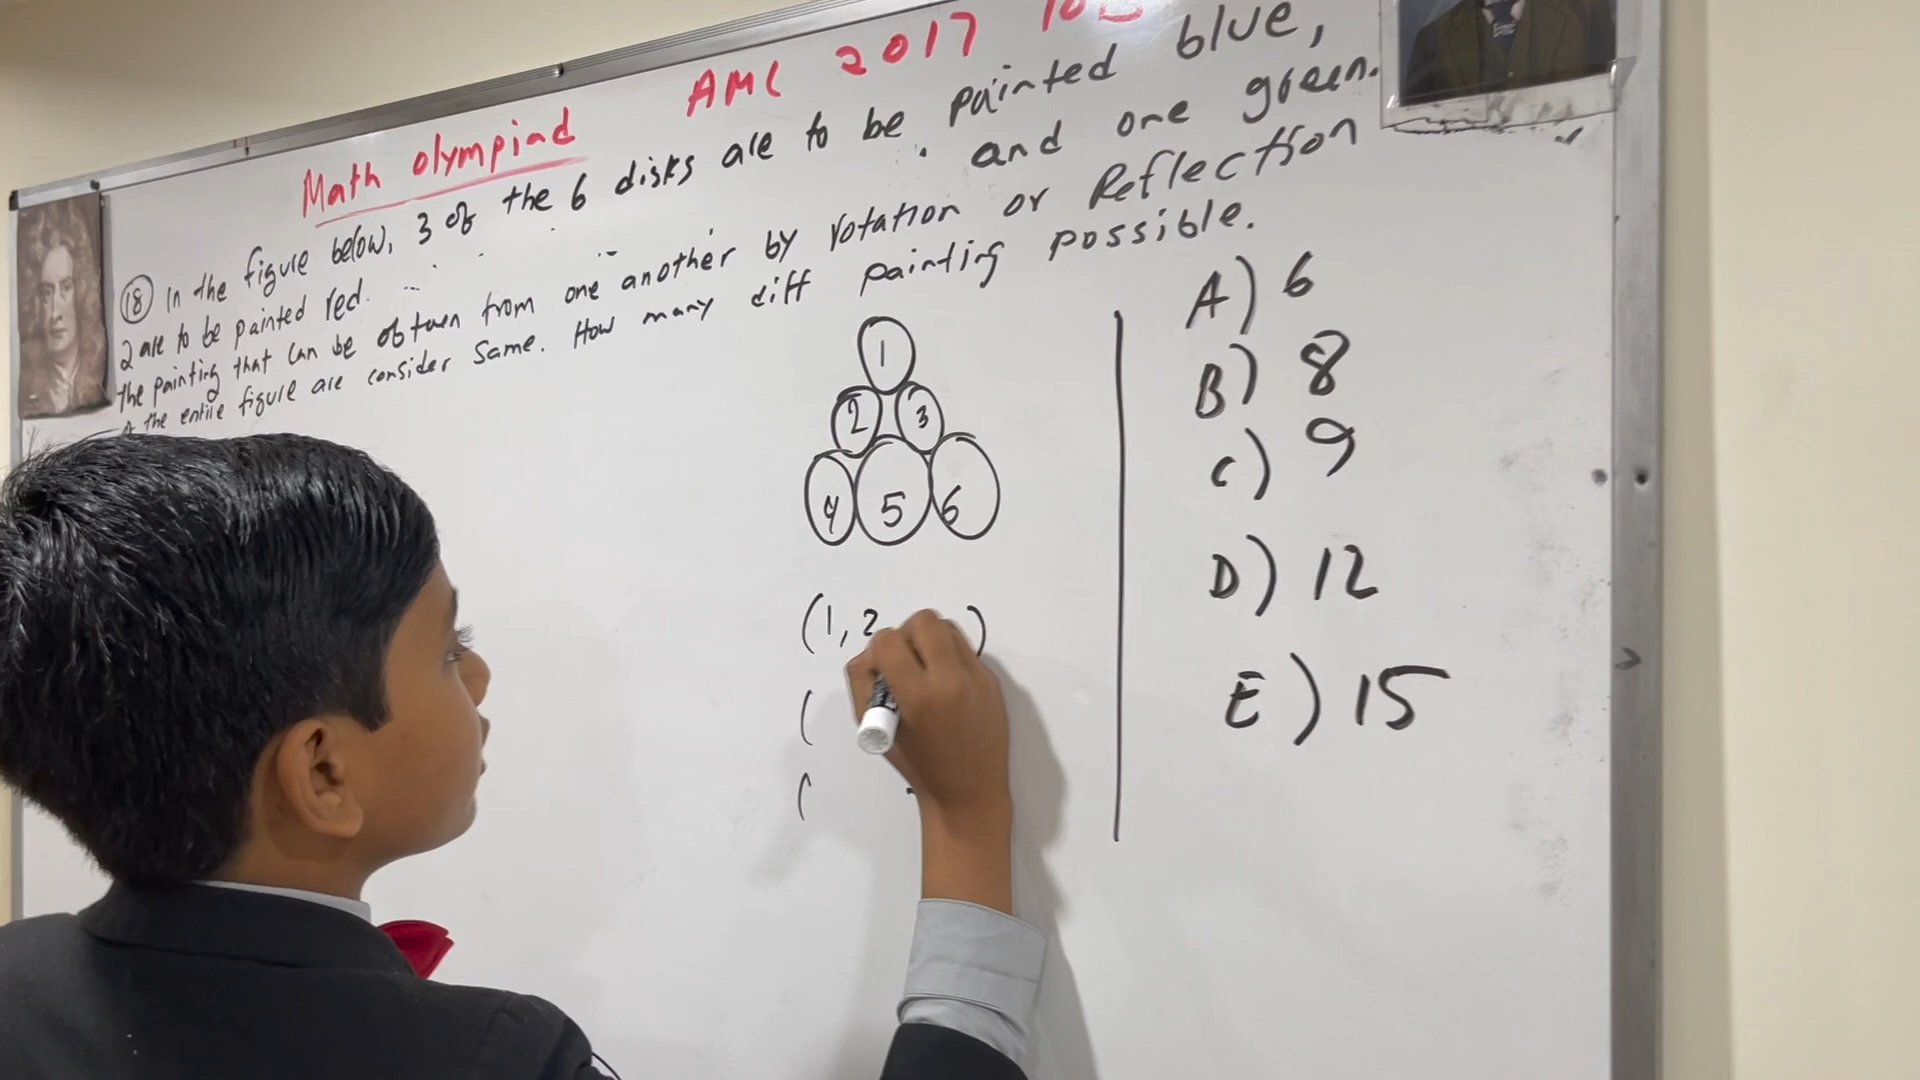 Math olympiad AMC 2017
(18) In the figure below, 3 of the 6 disks are to be painted blue,
2 are to be painted red. and one green.
the painting that can be obtaen from one another by rotation or Reflection
the entire figure are consider same. How many diff painting possible.
1
2 3
4 5 6
(1, 2 )
(
(
A) 6
B) 8
C) 9
D) 12
E) 15